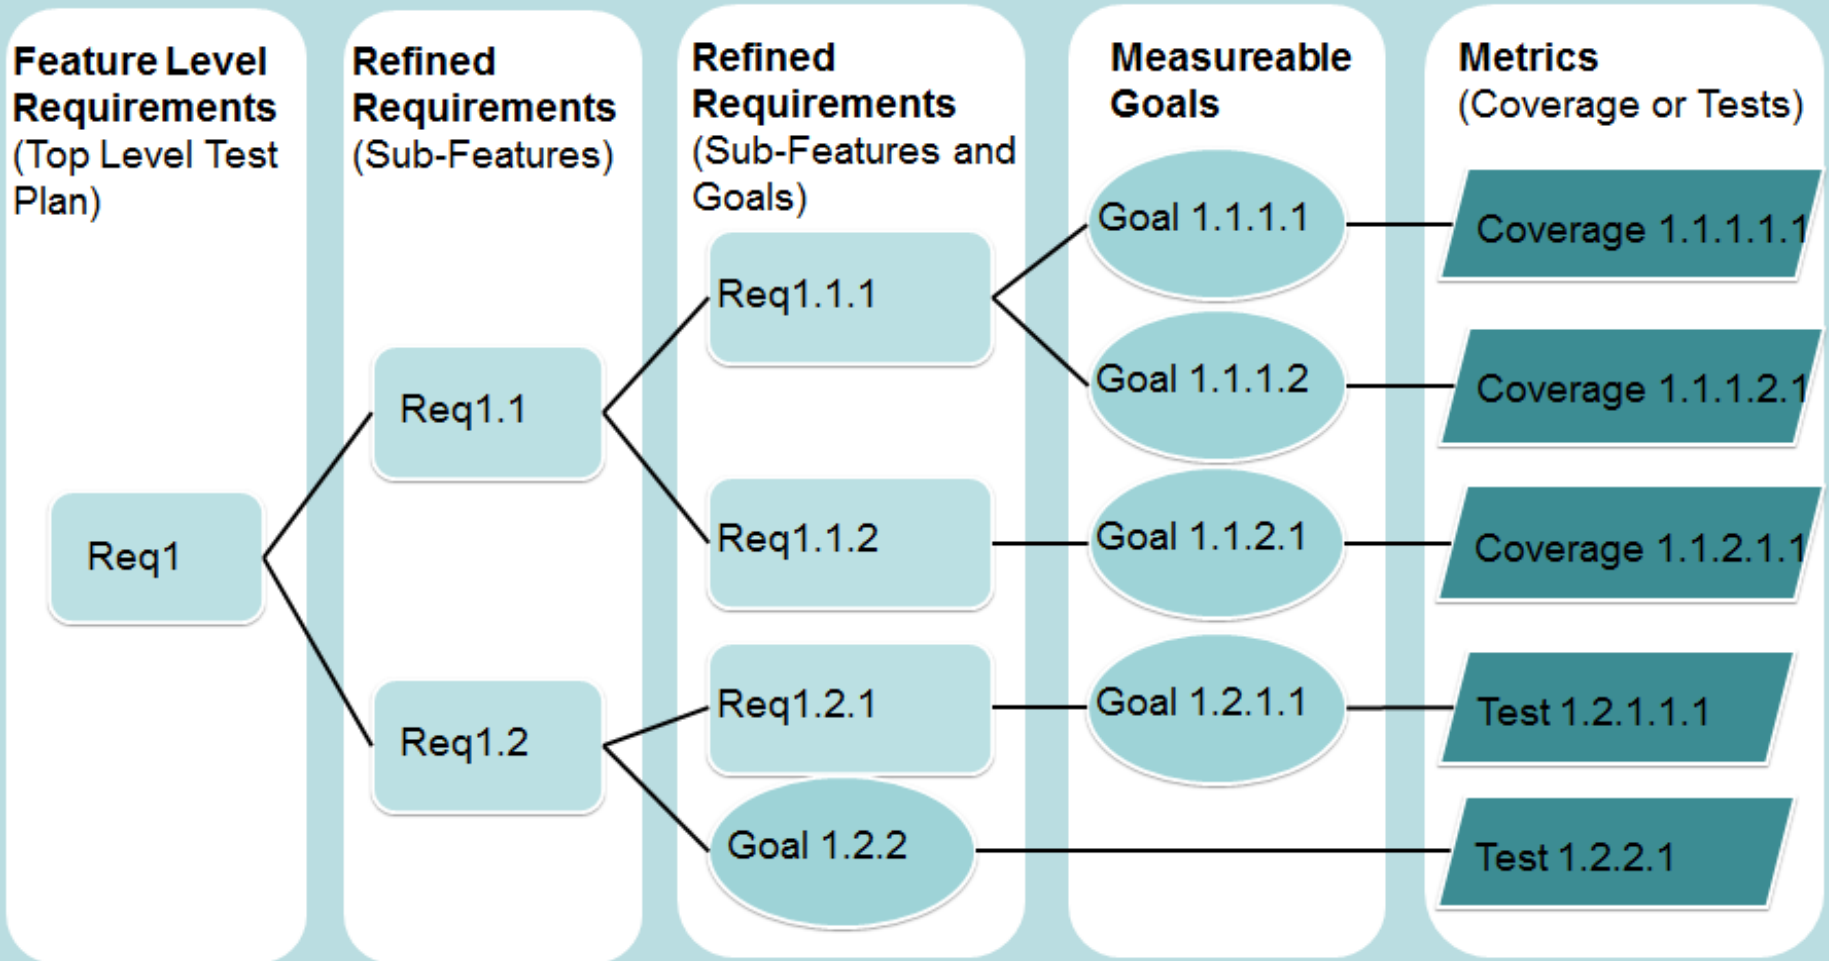 Feature Level
Requirements
(Top Level Test
Plan)
Refined
Requirements
(Sub-Features)
Refined
Requirements
(Sub-Features and
Goals)
Measureable
Goals
Metrics
(Coverage or Tests)
Req1
Req1.1
Req1.2
Req1.1.1
Req1.1.2
Req1.2.1
Goal 1.2.2
Goal 1.1.1.1
Goal 1.1.1.2
Goal 1.1.2.1
Goal 1.2.1.1
Coverage 1.1.1.1.1
Coverage 1.1.1.2.1
Coverage 1.1.2.1.1
Test 1.2.1.1.1
Test 1.2.2.1